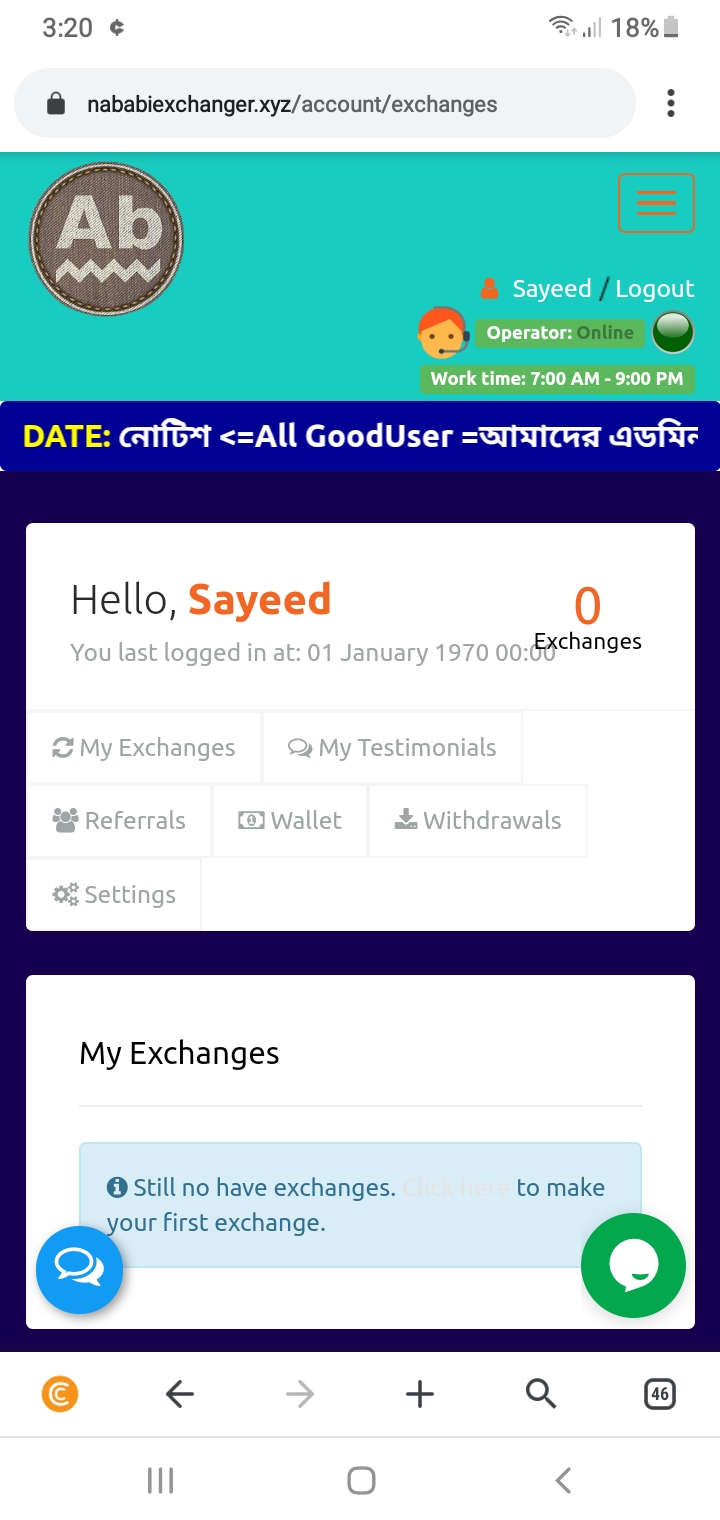 3:20
18%
nababiexchanger.xyz/account/exchanges
Ab
Sayeed / Logout
Operator: Online
Work time: 7:00 AM - 9:00 PM
DATE: নোটিশ <=All GoodUser =আমাদের এডমিন
Hello, Sayeed
0
You last logged in at: 01 January 1970 00:00
Exchanges
My Exchanges
My Testimonials
Referrals
Wallet
Withdrawals
Settings
My Exchanges
Still no have exchanges. Click here to make
your first exchange.
46